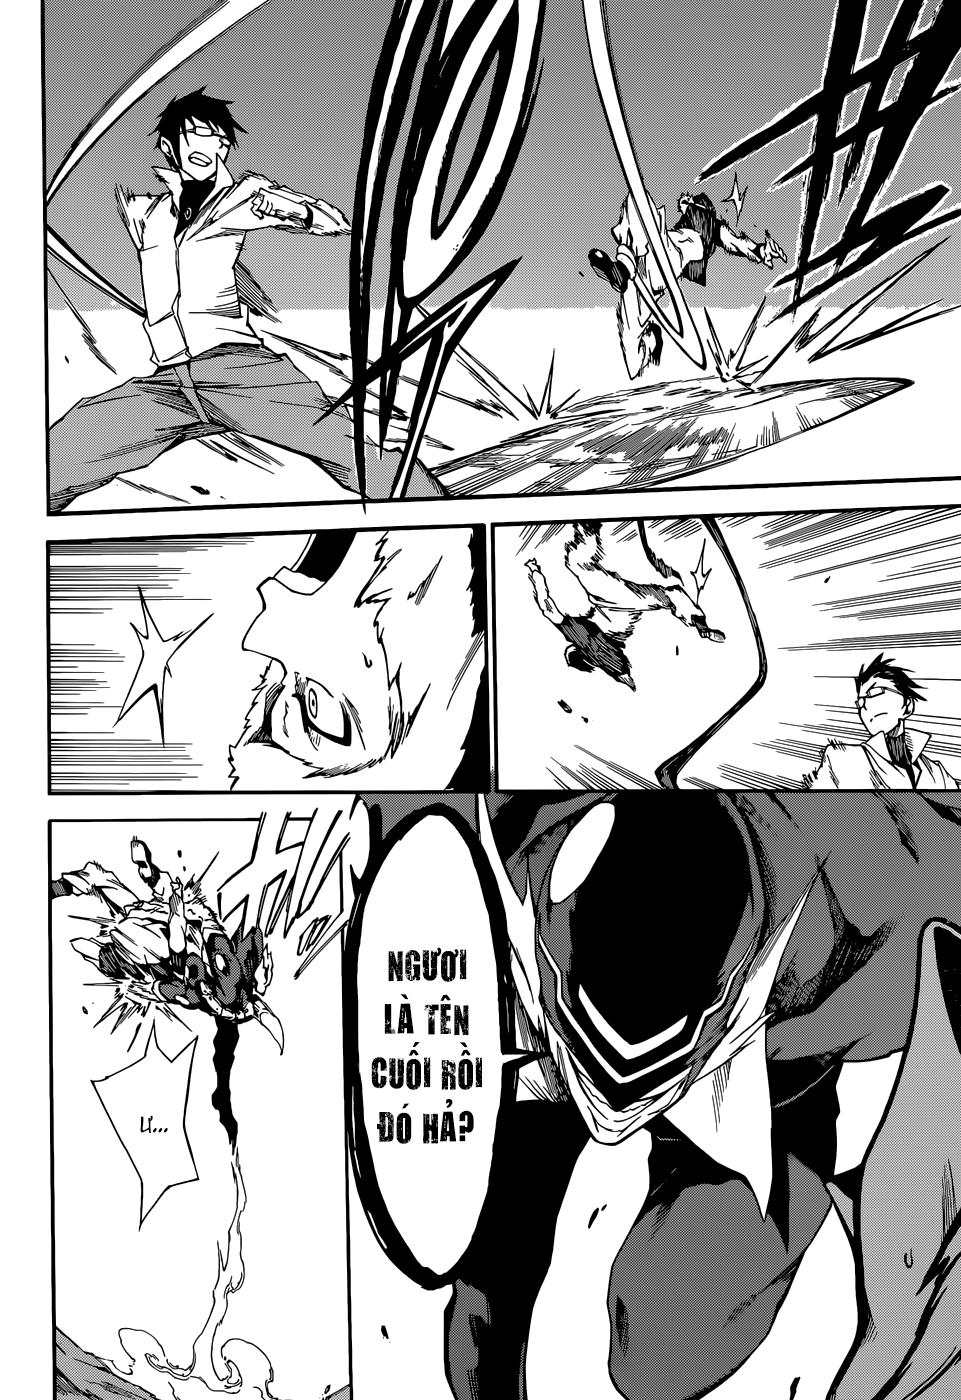 NGƯƠI
LÀ TÊN
CUỐI RỒI
ĐÓ HẢ?
Ư...